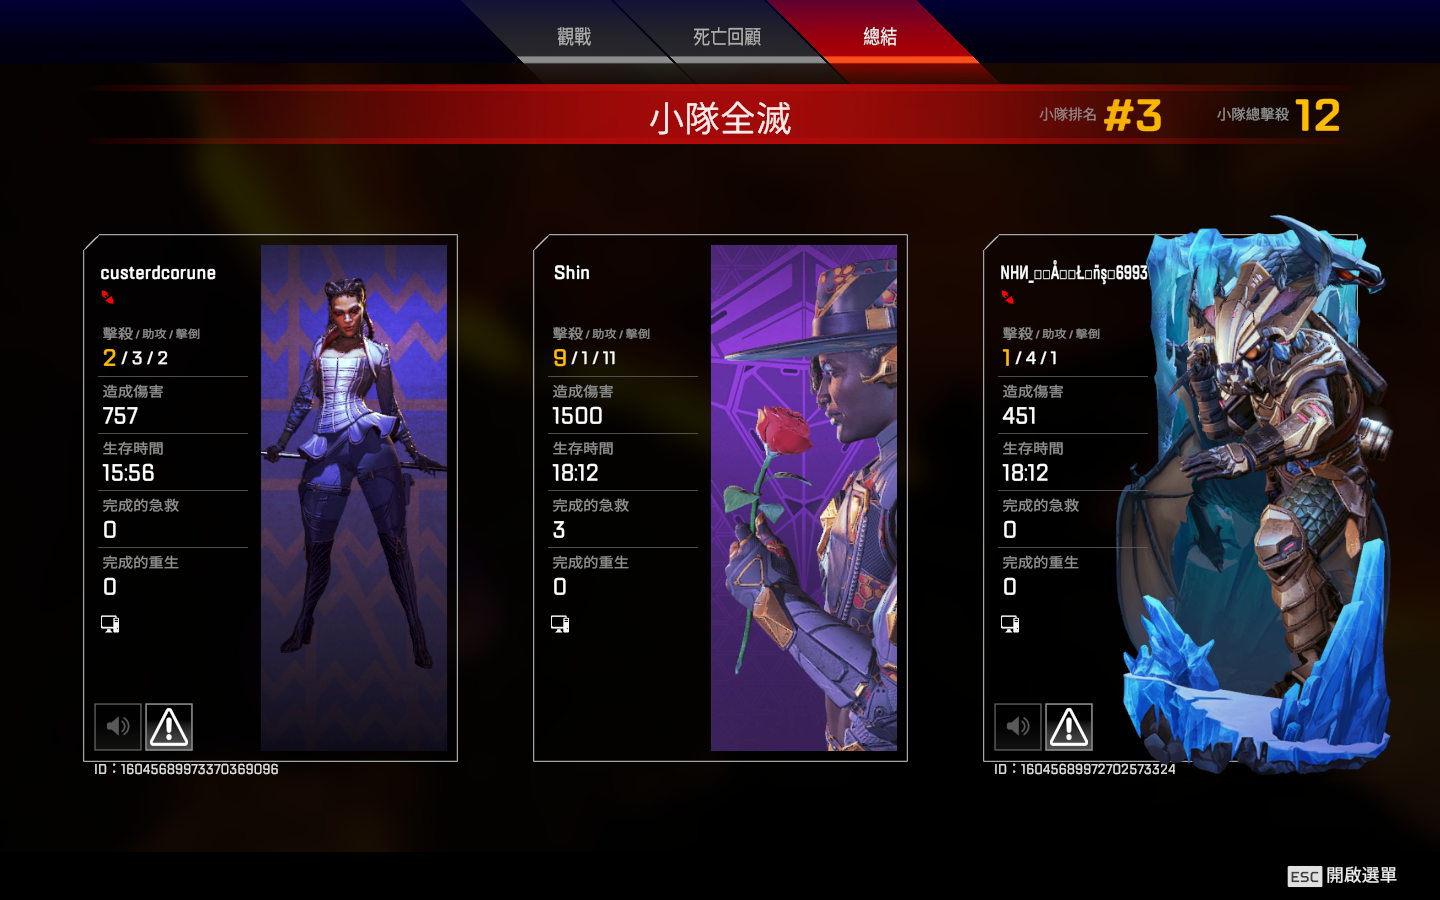 觀戰
死亡回顧
總結
小隊全滅
小隊排名 #3
小隊總擊殺 12
custerdcorune
擊殺 / 助攻 / 擊倒
2 / 3 / 2
造成傷害
757
生存時間
15:56
完成的急救
0
完成的重生
0
ID：16045689973370369096
Shin
擊殺 / 助攻 / 擊倒
9 / 1 / 11
造成傷害
1500
生存時間
18:12
完成的急救
3
完成的重生
0
NHИ_□□Å□□Ł□ñş□6993
擊殺 / 助攻 / 擊倒
1 / 4 / 1
造成傷害
451
生存時間
18:12
完成的急救
0
完成的重生
0
ID：16045689972702573324
ESC 開啟選單